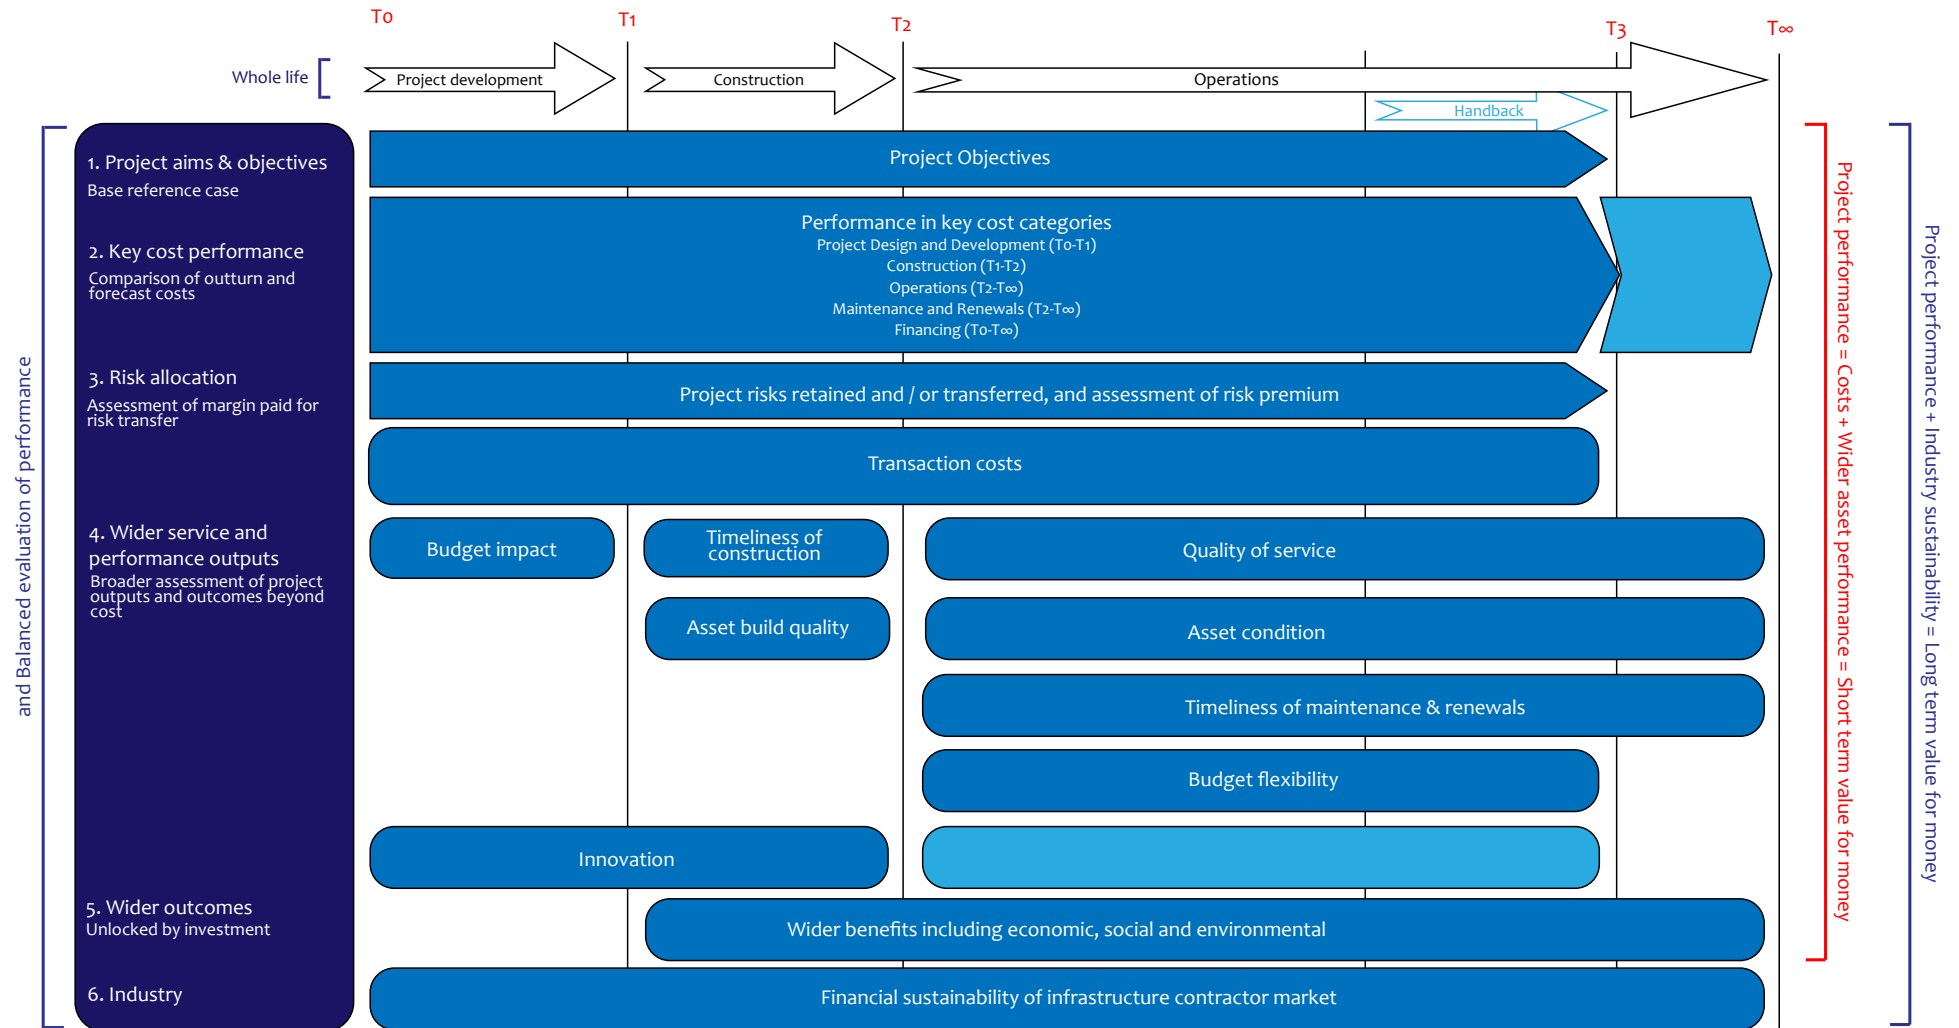 T0
T1
T2
T3
T∞
Whole life
Project development
Construction
Operations
Handback
and Balanced evaluation of performance
1. Project aims & objectives
Base reference case
Project Objectives
2. Key cost performance
Comparison of outturn and
forecast costs
Performance in key cost categories
Project Design and Development (T0-T1)
Construction (T1-T2)
Operations (T2-T∞)
Maintenance and Renewals (T2-T∞)
Financing (T0-T∞)
3. Risk allocation
Assessment of margin paid for
risk transfer
Project risks retained and / or transferred, and assessment of risk premium
Transaction costs
4. Wider service and
performance outputs
Broader assessment of project
outputs and outcomes beyond
cost
Budget impact
Timeliness of
construction
Quality of service
Asset build quality
Asset condition
Timeliness of maintenance & renewals
Budget flexibility
Innovation
5. Wider outcomes
Unlocked by investment
Wider benefits including economic, social and environmental
6. Industry
Financial sustainability of infrastructure contractor market
Project performance = Costs + Wider asset performance = Short term value for money
Project performance + Industry sustainability = Long term value for money